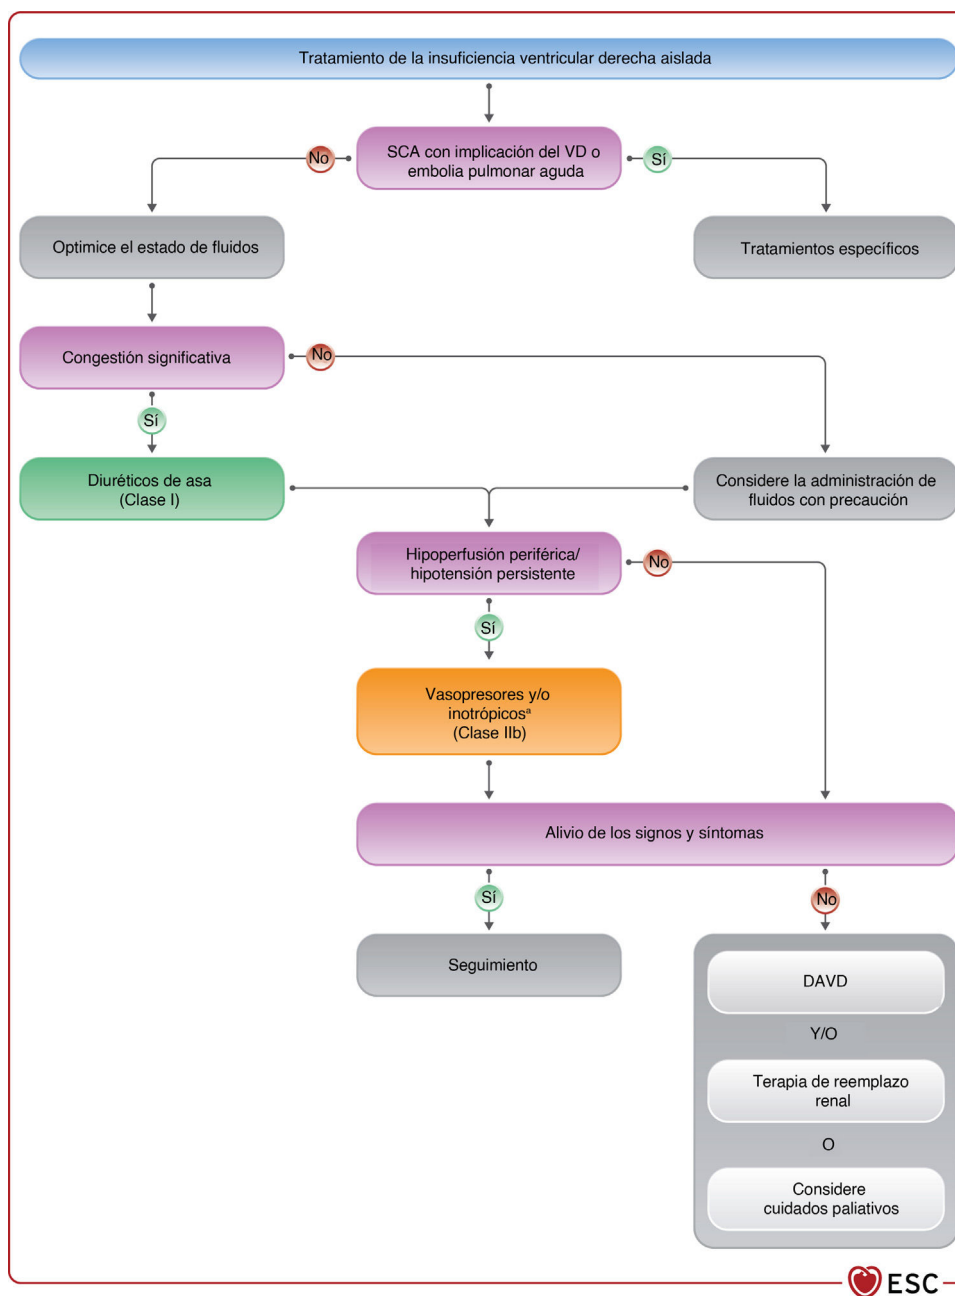 Tratamiento de la insuficiencia ventricular derecha aislada
SCA con implicación del VD o
embolia pulmonar aguda
No
Sí
Optimice el estado de fluidos
Tratamientos específicos
Congestión significativa
No
Sí
Diuréticos de asa
(Clase I)
Considere la administración de
fluidos con precaución
Hipoperfusión periférica/
hipotensión persistente
No
Sí
Vasopresores y/o
inotrópicosª
(Clase IIb)
Alivio de los signos y síntomas
Sí
No
Seguimiento
DAVD
Y/O
Terapia de reemplazo
renal
O
Considere
cuidados paliativos
ESC